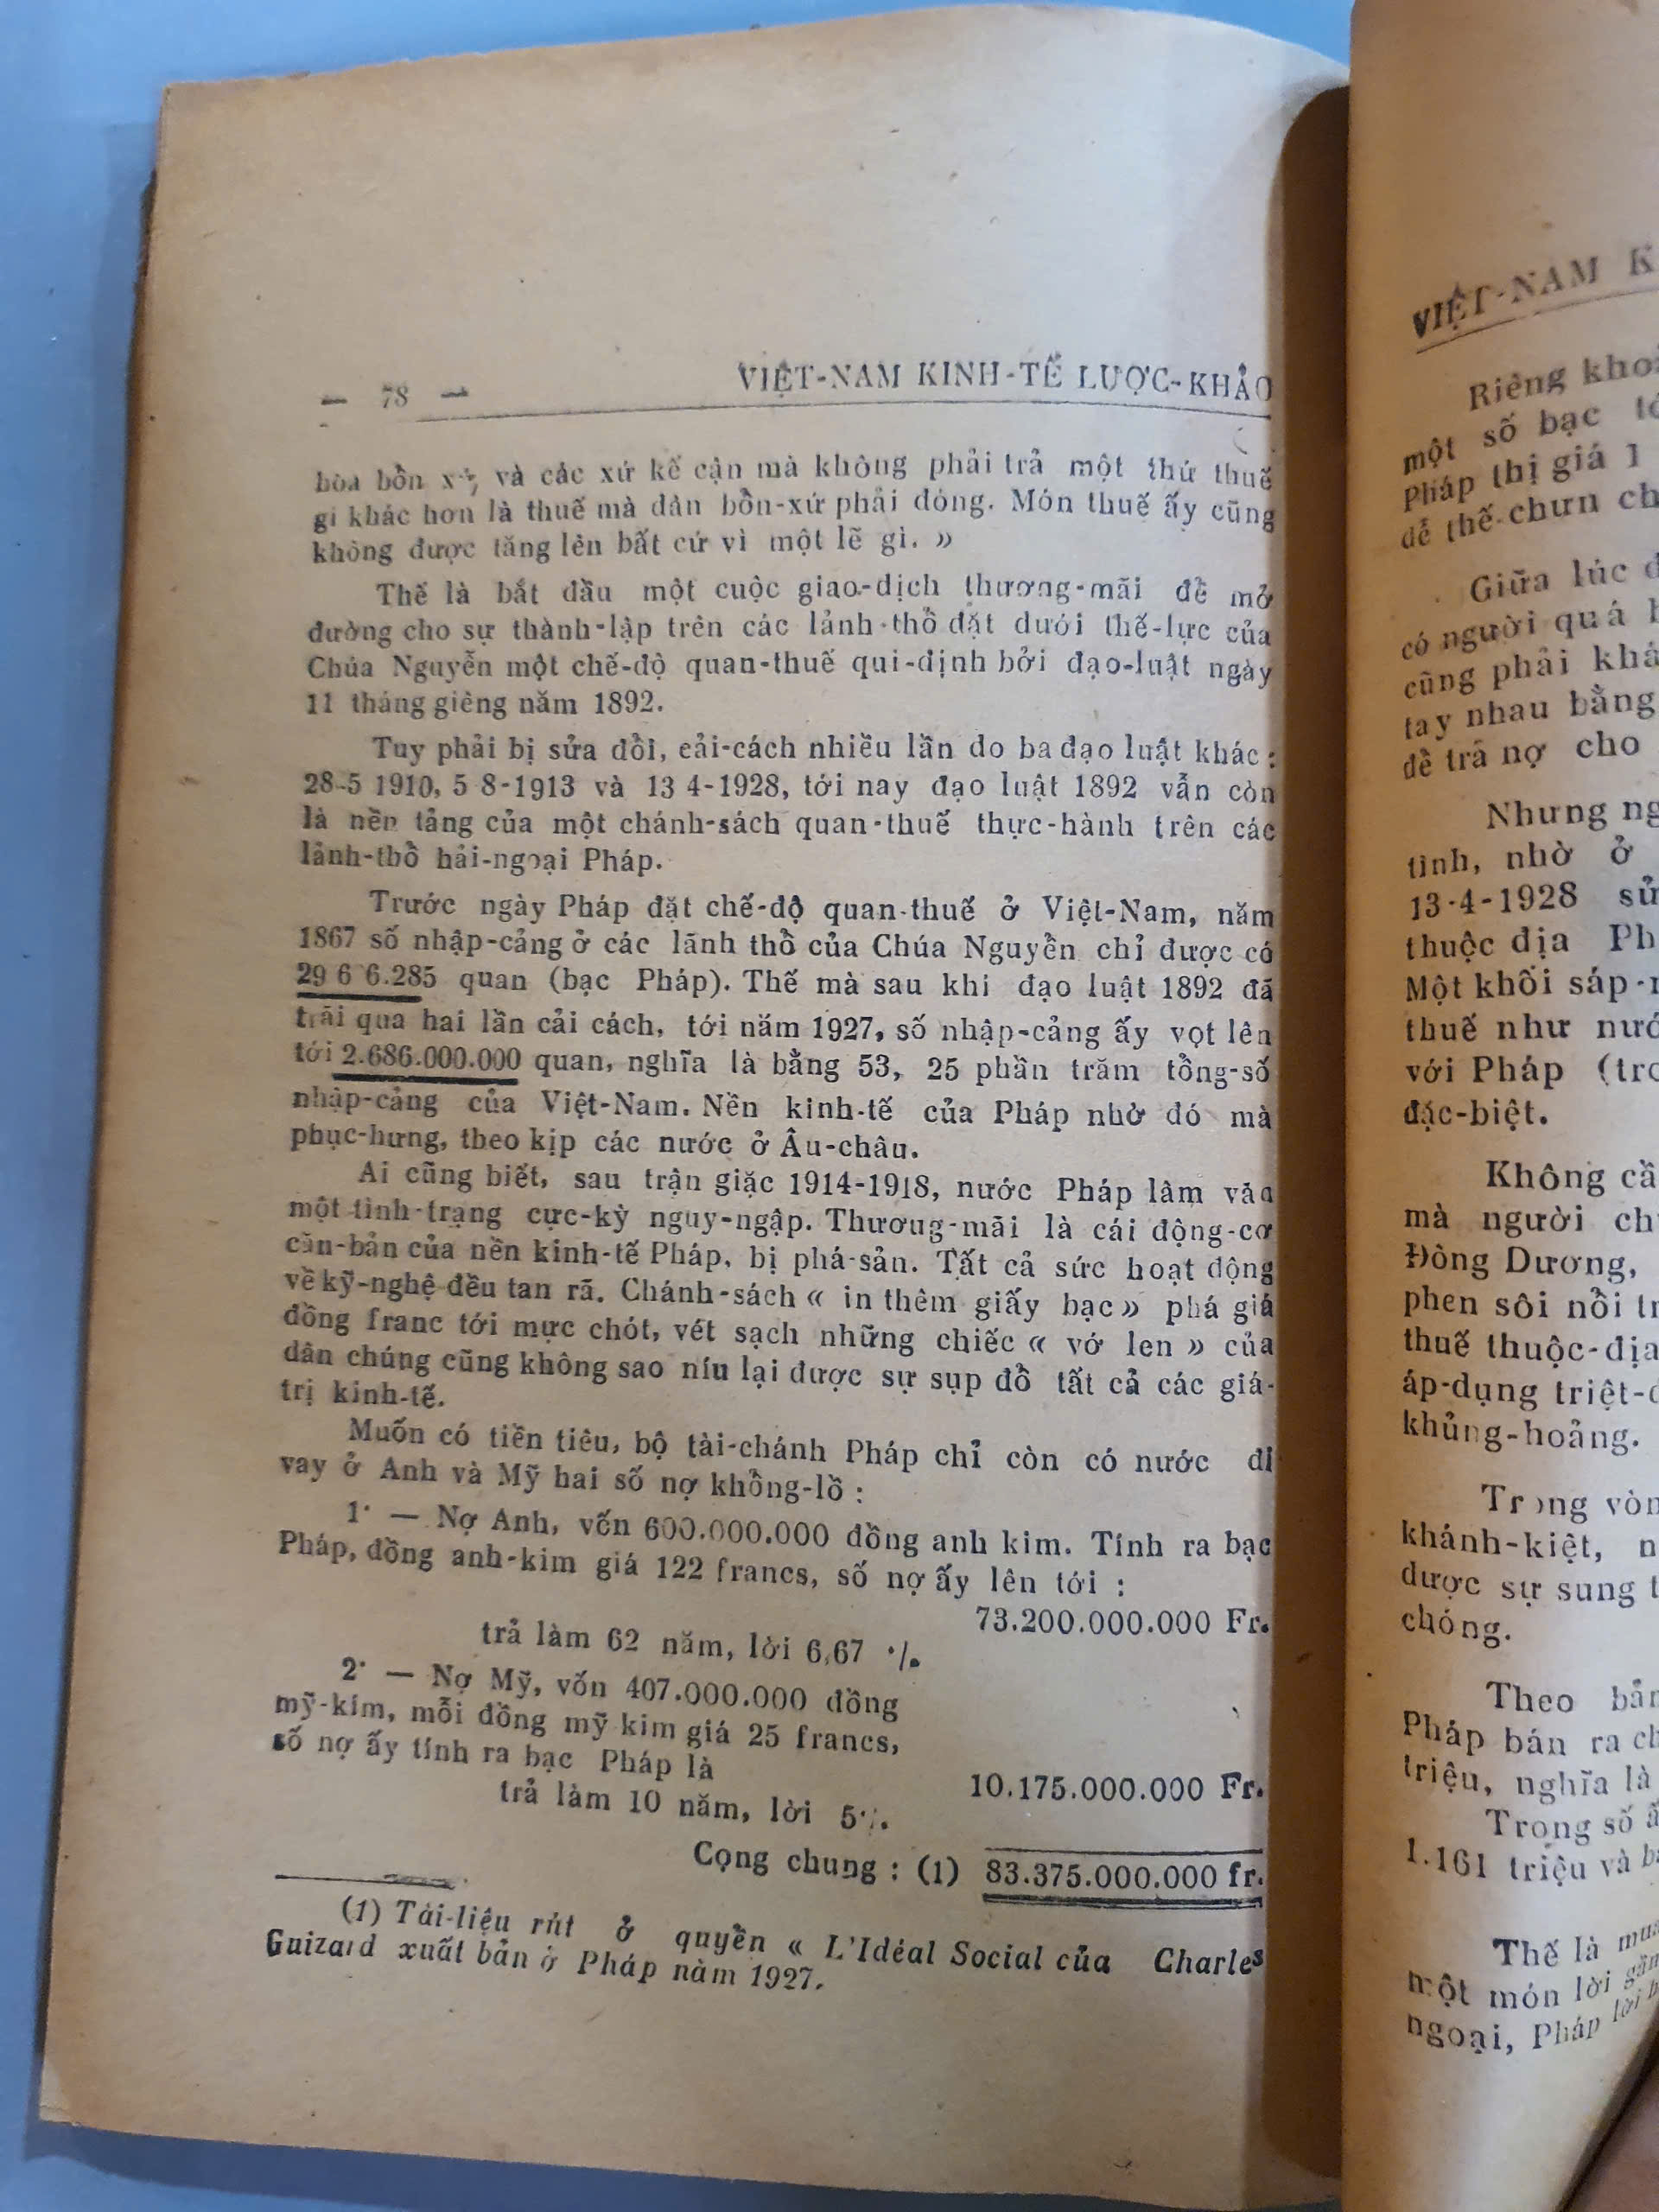 — 78 —
VIỆT-NAM KINH-TẾ LƯỢC-KHẢO
hòa bổn xứ, và các xứ kế cận mà không phải trả một thứ thuế
gì khác hơn là thuế mà dân bổn-xứ phải đóng. Món thuế ấy cũng
không được tăng lên bất cứ vì một lẽ gì. »
Thế là bắt đầu một cuộc giao-dịch thương-mãi để mở
đường cho sự thành-lập trên các lảnh-thổ đặt dưới thế-lực của
Chúa Nguyễn một chế-độ quan-thuế qui-định bởi đạo-luật ngày
11 tháng giêng năm 1892.
Tuy phải bị sửa đổi, cải-cách nhiều lần do ba đạo luật khác :
28-5 1910, 5 8-1913 và 13 4-1928, tới nay đạo luật 1892 vẫn còn
là nền tảng của một chánh-sách quan-thuế thực-hành trên các
lảnh-thổ hải-ngoại Pháp.
Trước ngày Pháp đặt chế-độ quan-thuế ở Việt-Nam, năm
1867 số nhập-cảng ở các lãnh thổ của Chúa Nguyễn chỉ được có
29 6 6.285 quan (bạc Pháp). Thế mà sau khi đạo luật 1892 đã
trãi qua hai lần cải cách, tới năm 1927, số nhập-cảng ấy vọt lên
tới 2.686.000.000 quan, nghĩa là bằng 53, 25 phần trăm tổng-số
nhập-cảng của Việt-Nam. Nền kinh-tế của Pháp nhờ đó mà
phục-hưng, theo kịp các nước ở Âu-châu.
Ai cũng biết, sau trận giặc 1914-1918, nước Pháp lâm vào
một tình-trạng cực-kỳ nguy-ngập. Thương-mãi là cái động-cơ
căn-bản của nền kinh-tế Pháp, bị phá-sản. Tất cả sức hoạt động
về kỹ-nghệ đều tan rã. Chánh-sách « in thêm giấy bạc » phá giá
đồng franc tới mực chót, vét sạch những chiếc « vớ len » của
dân chúng cũng không sao níu lại được sự sụp đổ tất cả các giá-
trị kinh-tế.
Muốn có tiền tiêu, bộ tài-chánh Pháp chỉ còn có nước đi
vay ở Anh và Mỹ hai số nợ khổng-lồ :
1· — Nợ Anh, vốn 600.000.000 đồng anh kim. Tính ra bạc
Pháp, đồng anh-kim giá 122 francs, số nợ ấy lên tới :
73.200.000.000 Fr.
trả làm 62 năm, lời 6,67 ·/.
2· — Nợ Mỹ, vốn 407.000.000 đồng
mỹ-kim, mỗi đồng mỹ kim giá 25 francs,
số nợ ấy tính ra bạc Pháp là
10.175.000.000 Fr.
trả làm 10 năm, lời 5·/.
Cọng chung : (1) 83.375.000.000 fr.
(1) Tài-liệu rút ở quyền « L'Idéal Social của Charles
Guizard xuất bản ở Pháp năm 1927.
VIỆT-NAM K
Riêng kho
một số bạc
Pháp thị giá 1
để thế-chưn ch
Giữa lúc
có người quá
cũng phải khá
tay nhau bằng
để trả nợ cho
Nhưng ng
tình, nhờ ở
13-4-1928 sử
thuộc địa Ph
Một khối sáp-
thuế như nướ
với Pháp (tro
đặc-biệt.
Không cầ
mà người ch
Đông Dương,
phen sôi nổi tr
thuế thuộc-địa
áp-dụng triệt-
khủng-hoảng.
Trong vòn
khánh-kiệt, n
được sự sung t
chóng.
Theo bản
Pháp bán ra ch
triệu, nghĩa là
Trong số ấ
1.161 triệu và
Thế là mua
một món lời gần
ngoại, Pháp lời